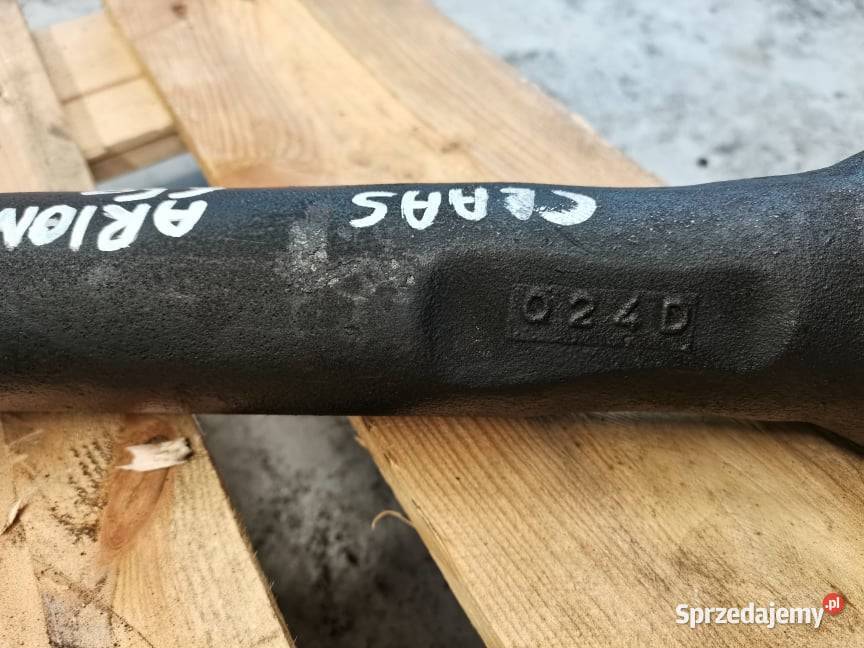 CLAAS
ARION
024D
Sprzedajemy.pl